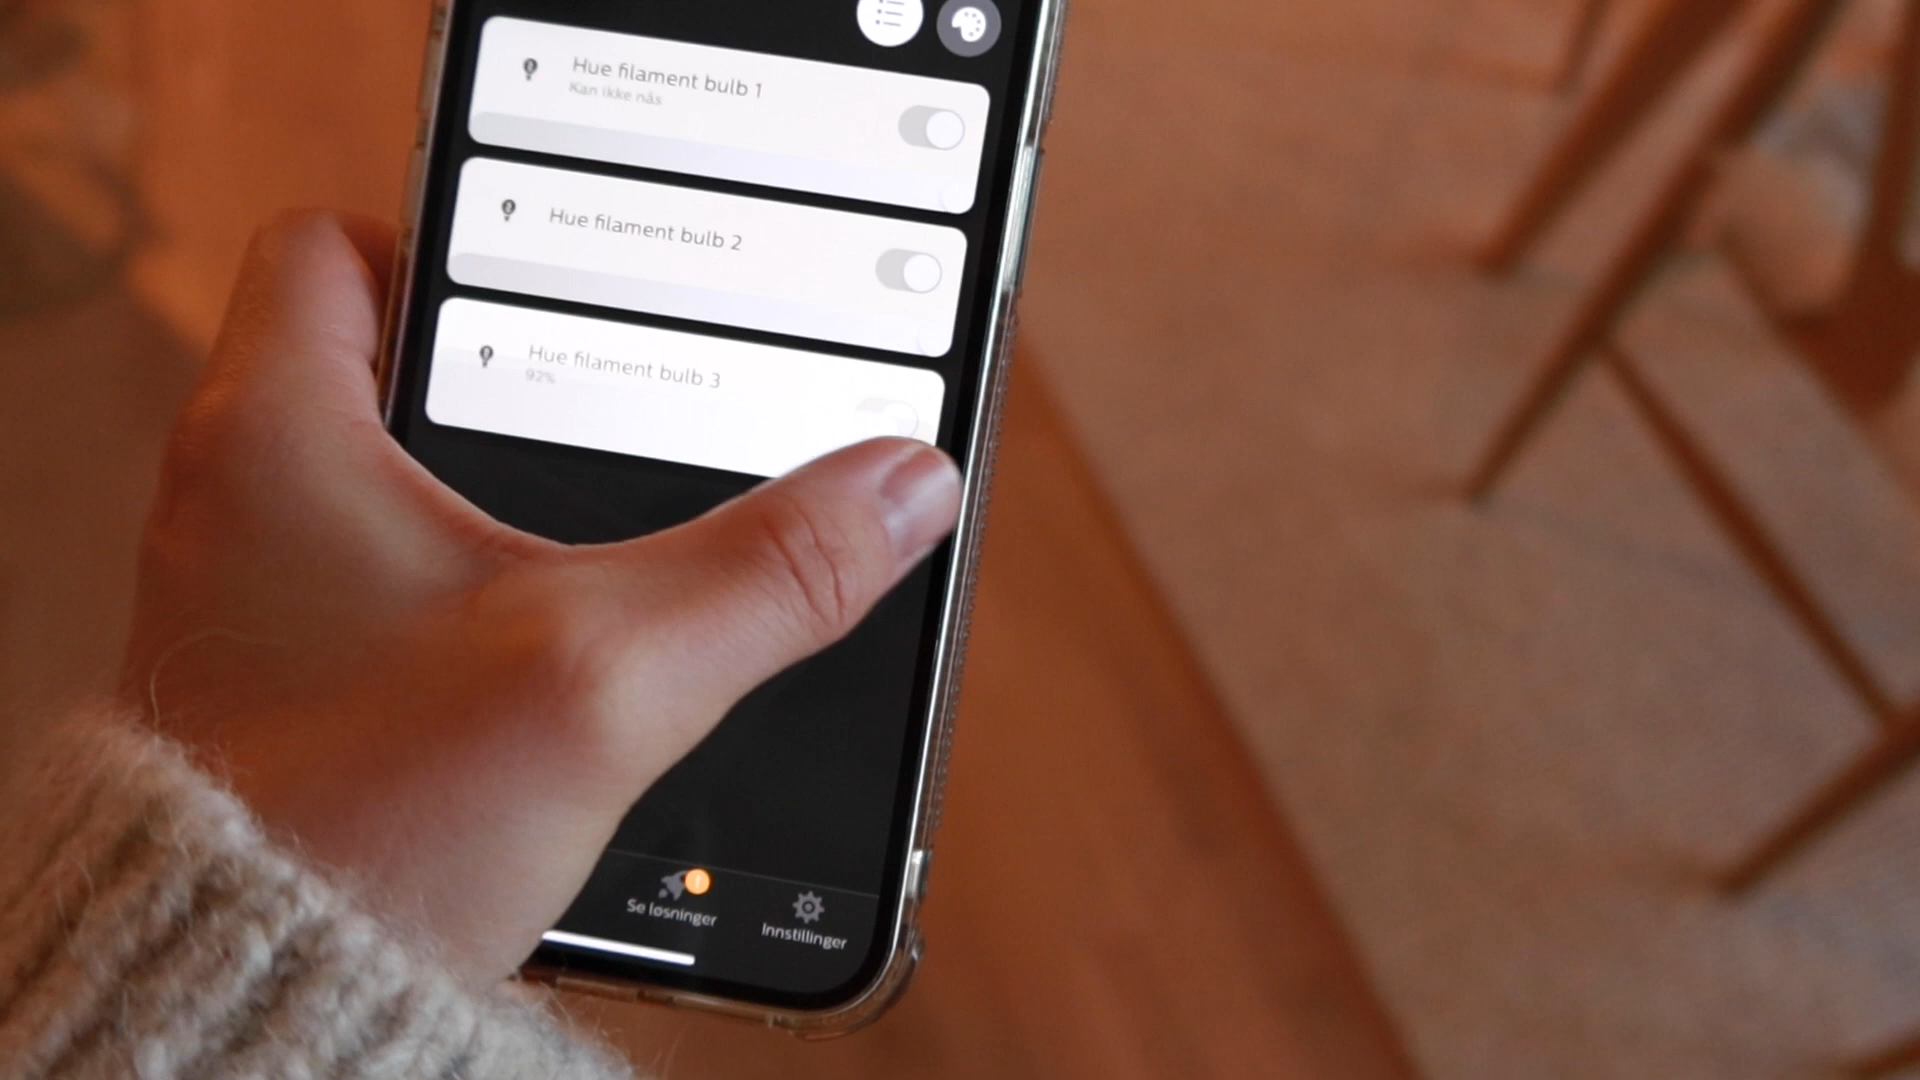 Hue filament bulb 1
Kan ikke nås
Hue filament bulb 2
Hue filament bulb 3
92%
Se løsninger
Innstillinger